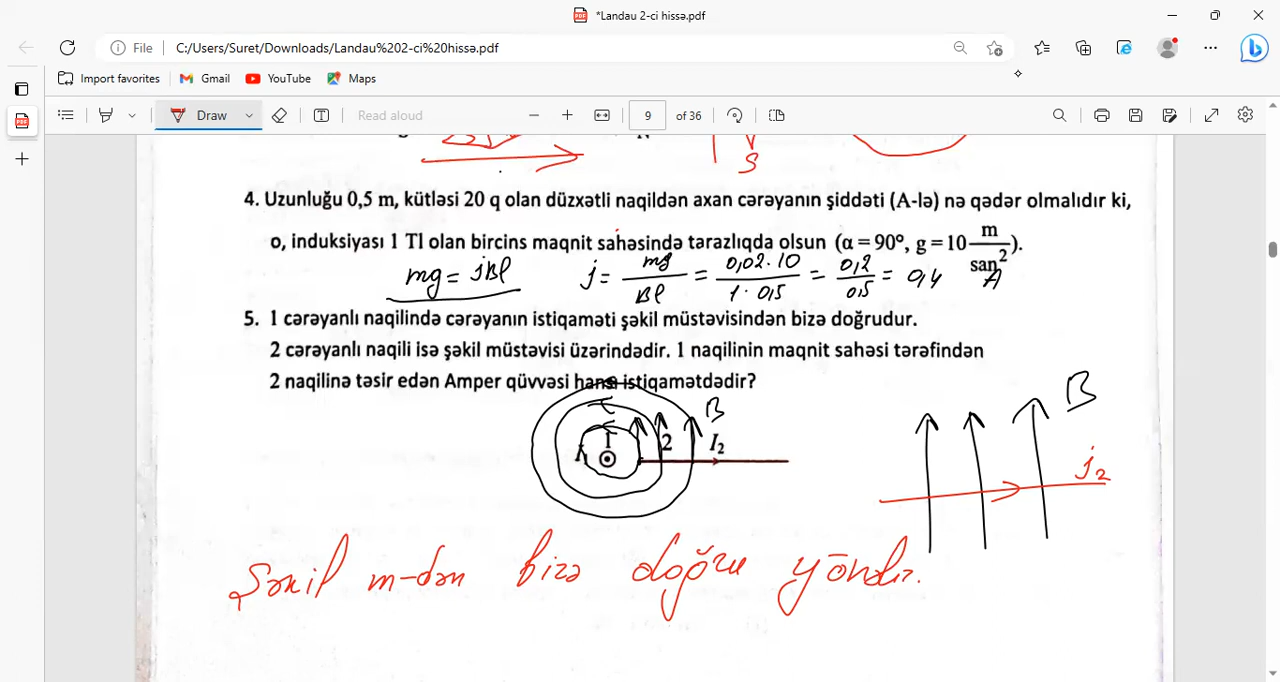 *Landau 2-ci hissə.pdf
File C:/Users/Suret/Downloads/Landau%202-ci%20hissə.pdf
Import favorites Gmail YouTube Maps
Draw Read aloud 9 of 36
S
4. Uzunluğu 0,5 m, kütləsi 20 q olan düzxətli naqildən axan cərəyanın şiddəti (A-lə) nə qədər olmalıdır ki,
o, induksiyası 1 Tl olan bircins maqnit sahəsində tarazlıqda olsun (α = 90°, g = 10 m/san²).
mg = jBl j = mg/Bl = 0,02·10/1·0,5 = 0,2/0,5 = 0,4 A
5. 1 cərəyanlı naqilində cərəyanın istiqaməti şəkil müstəvisindən bizə doğrudur.
2 cərəyanlı naqili isə şəkil müstəvisi üzərindədir. 1 naqilinin maqnit sahəsi tərəfindən
2 naqilinə təsir edən Amper qüvvəsi hansı istiqamətdədir?
B B
1 2 I₂ j₂
Şəkil m-dən bizə doğru yöndür.